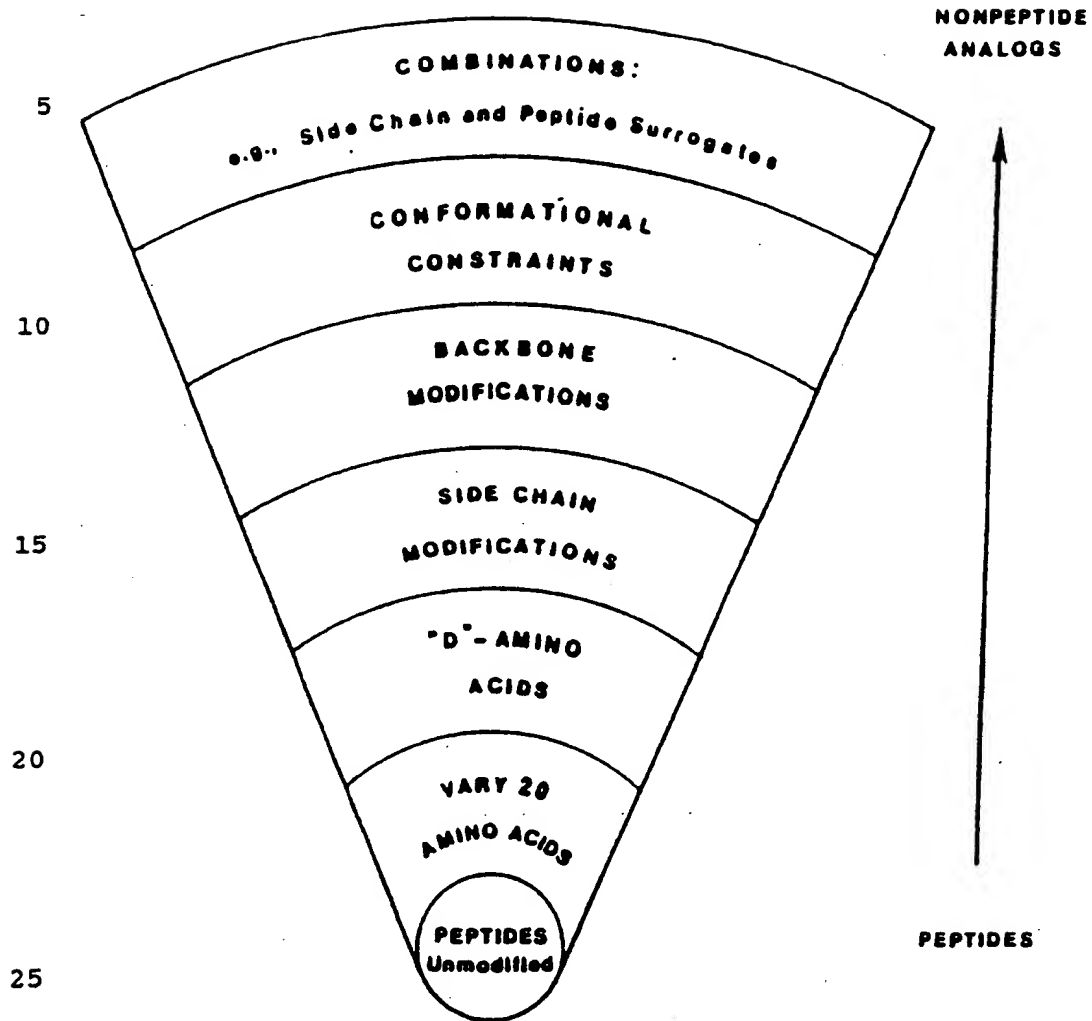 NONPEPTIDE
ANALOGS
COMBINATIONS:
5
e.g., Side Chain and Peptide Surrogates
CONFORMATIONAL
CONSTRAINTS
10
BACKBONE
MODIFICATIONS
SIDE CHAIN
15
MODIFICATIONS
"D"-AMINO
ACIDS
20
VARY 20
AMINO ACIDS
PEPTIDES
Unmodified
PEPTIDES
25